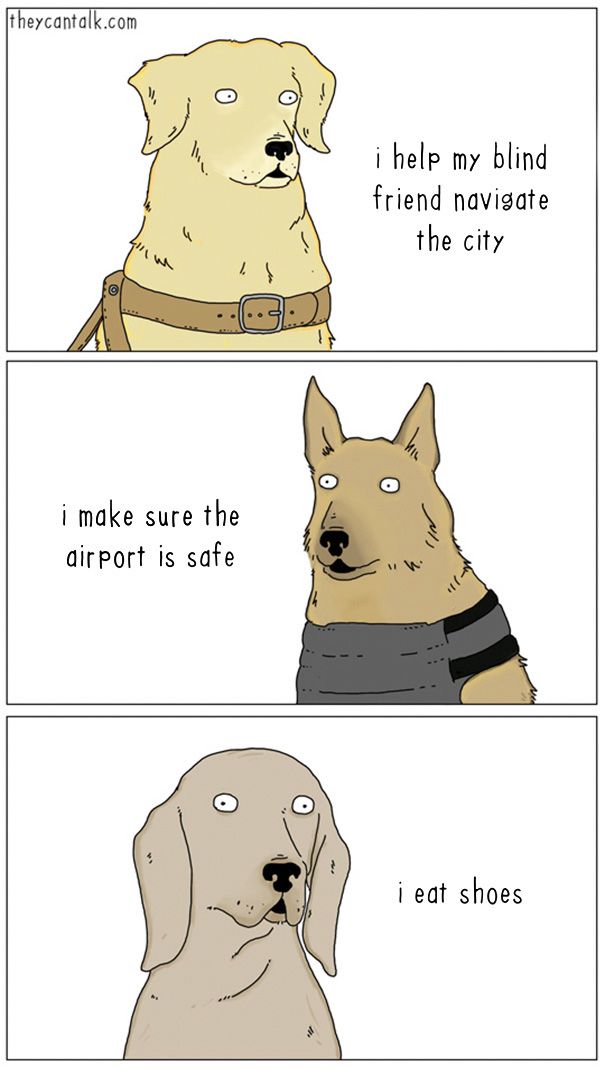 theycantalk.com
i help my blind
friend navigate
the city
i make sure the
airport is safe
i eat shoes